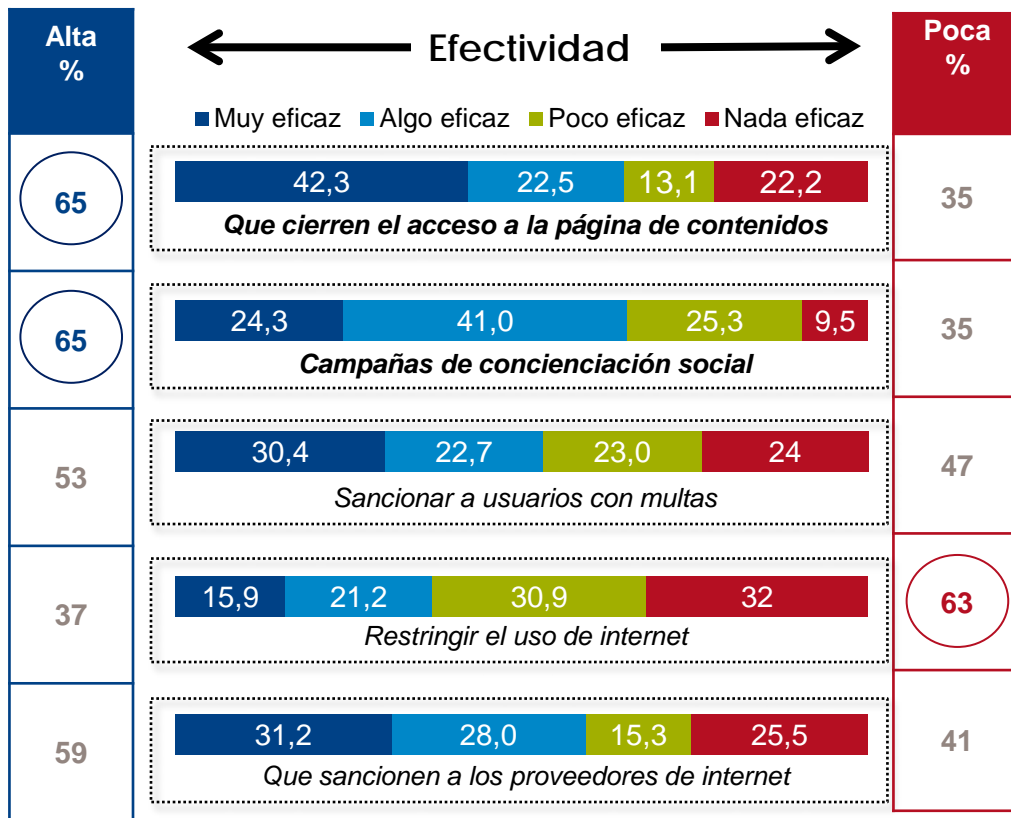 Alta
%
Efectividad
Poca
%
Muy eficaz Algo eficaz Poco eficaz Nada eficaz
65
42,3 22,5 13,1 22,2
Que cierren el acceso a la página de contenidos
35
65
24,3 41,0 25,3 9,5
Campañas de concienciación social
35
53
30,4 22,7 23,0 24
Sancionar a usuarios con multas
47
37
15,9 21,2 30,9 32
Restringir el uso de internet
63
59
31,2 28,0 15,3 25,5
Que sancionen a los proveedores de internet
41